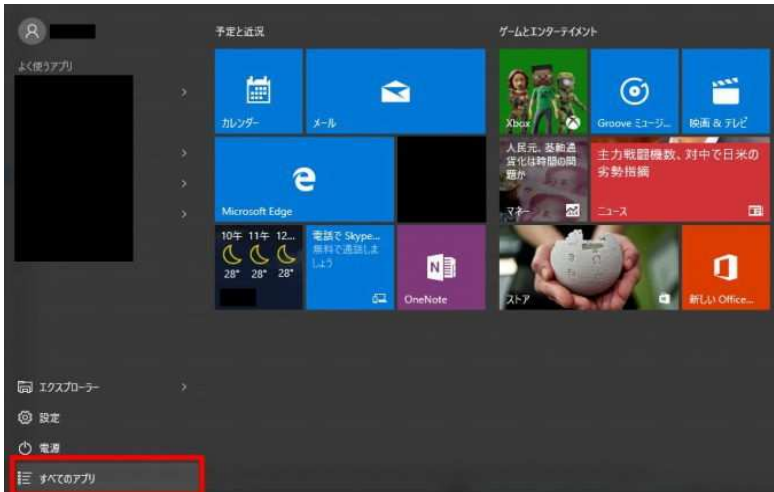 よく使うアプリ
エクスプローラー
設定
電源
すべてのアプリ
予定と近況
カレンダー
メール
Microsoft Edge
10午 11午 12...
28° 28° 28°
電話で Skype...
無料で通話しま
しょう
OneNote
ゲームとエンターテイメント
Xbox
Groove ミュージ...
映画 & テレビ
人民元、基軸通
貨化は時間の問
題か
マネー
主力戦闘機数、対中で日米の
劣勢指摘
ニュース
ストア
新しい Office...